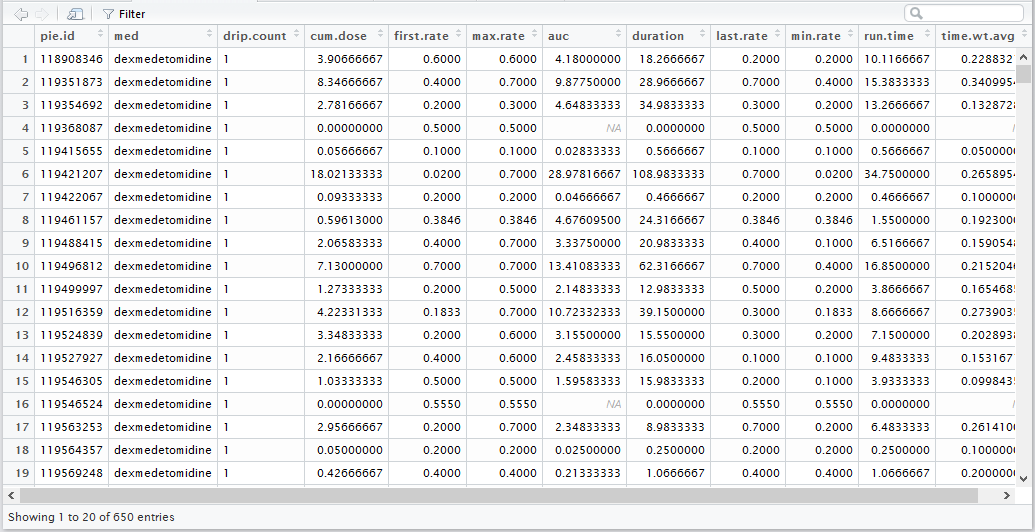 Filter
pie.id med drip.count cum.dose first.rate max.rate auc duration last.rate min.rate run.time time.wt.avg
1 118908346 dexmedetomidine 1 3.90666667 0.6000 0.6000 4.18000000 18.2666667 0.2000 0.2000 10.1166667 0.228832
2 119351873 dexmedetomidine 1 8.34666667 0.4000 0.7000 9.87750000 28.9666667 0.7000 0.4000 15.3833333 0.3409954
3 119354692 dexmedetomidine 1 2.78166667 0.2000 0.3000 4.64833333 34.9833333 0.3000 0.2000 13.2666667 0.1328728
4 119368087 dexmedetomidine 1 0.00000000 0.5000 0.5000 NA 0.0000000 0.5000 0.5000 0.0000000
5 119415655 dexmedetomidine 1 0.05666667 0.1000 0.1000 0.02833333 0.5666667 0.1000 0.1000 0.5666667 0.0500000
6 119421207 dexmedetomidine 1 18.02133333 0.0200 0.7000 28.97816667 108.9833333 0.7000 0.0200 34.7500000 0.2658954
7 119422067 dexmedetomidine 1 0.09333333 0.2000 0.2000 0.04666667 0.4666667 0.2000 0.2000 0.4666667 0.1000000
8 119461157 dexmedetomidine 1 0.59613000 0.3846 0.3846 4.67609500 24.3166667 0.3846 0.3846 1.5500000 0.1923000
9 119488415 dexmedetomidine 1 2.06583333 0.4000 0.7000 3.33750000 20.9833333 0.4000 0.1000 6.5166667 0.1590548
10 119496812 dexmedetomidine 1 7.13000000 0.7000 0.7000 13.41083333 62.3166667 0.7000 0.4000 16.8500000 0.2152046
11 119499997 dexmedetomidine 1 1.27333333 0.2000 0.5000 2.14833333 12.9833333 0.5000 0.2000 3.8666667 0.1654685
12 119516359 dexmedetomidine 1 4.22331333 0.1833 0.7000 10.72332333 39.1500000 0.3000 0.1833 8.6666667 0.2739035
13 119524839 dexmedetomidine 1 3.34833333 0.2000 0.6000 3.15500000 15.5500000 0.3000 0.2000 7.1500000 0.2028938
14 119527927 dexmedetomidine 1 2.16666667 0.4000 0.6000 2.45833333 16.0500000 0.1000 0.1000 9.4833333 0.1531671
15 119546305 dexmedetomidine 1 1.03333333 0.5000 0.5000 1.59583333 15.9833333 0.2000 0.1000 3.9333333 0.0998435
16 119546524 dexmedetomidine 1 0.00000000 0.5550 0.5550 NA 0.0000000 0.5550 0.5550 0.0000000
17 119563253 dexmedetomidine 1 2.95666667 0.2000 0.7000 2.34833333 8.9833333 0.7000 0.2000 6.4833333 0.2614100
18 119564357 dexmedetomidine 1 0.05000000 0.2000 0.2000 0.02500000 0.2500000 0.2000 0.2000 0.2500000 0.1000000
19 119569248 dexmedetomidine 1 0.42666667 0.4000 0.4000 0.21333333 1.0666667 0.4000 0.4000 1.0666667 0.2000000
Showing 1 to 20 of 650 entries